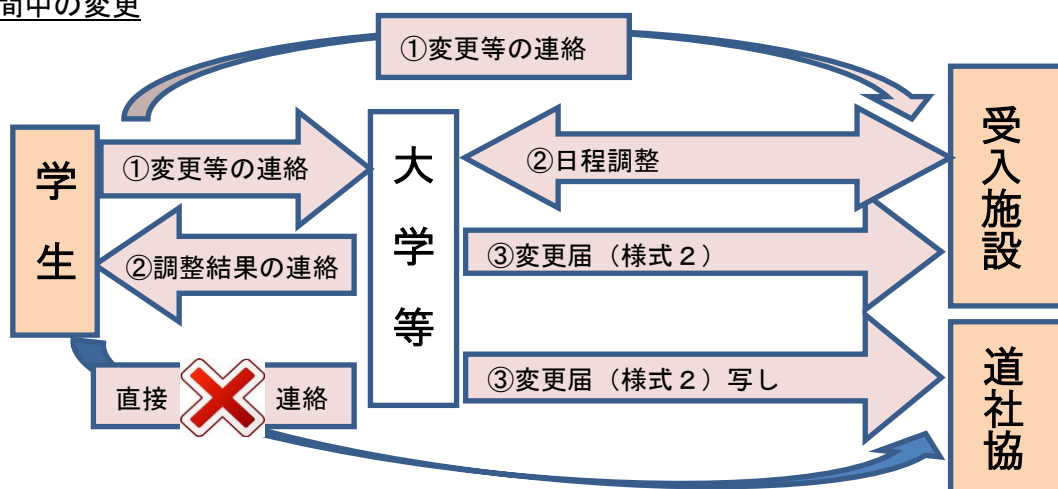 間中の変更
①変更等の連絡
学生
①変更等の連絡
②調整結果の連絡
直接 連絡
大学等
②日程調整
③変更届（様式２）
③変更届（様式２）写し
受入施設
道社協